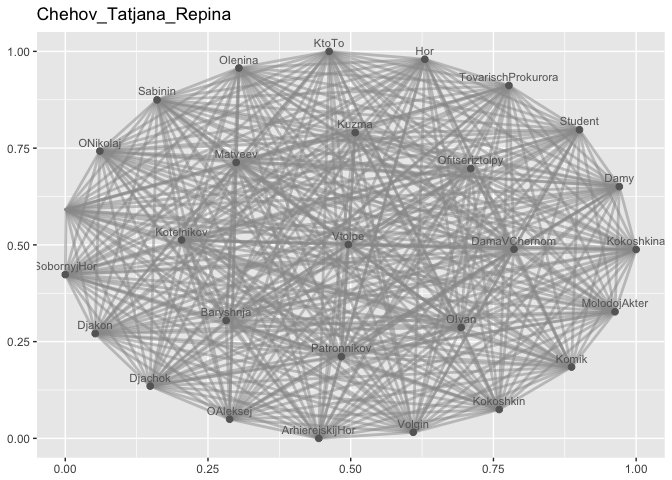 Chehov_Tatjana_Repina
1.00
0.75
0.50
0.25
0.00
KtoTo
Hor
Olenina
TovarischProkurora
Sabinin
Student
Kuzma
ONikolaj
Matveev
Ofitseriztolpy
Damy
Kotelnikov
Vtolpe
DamaVChernom
Kokoshkina
SobornyjHor
MolodojAkter
Baryshnja
OIvan
Djakon
Patronnikov
Komik
Djachok
Kokoshkin
OAleksej
Volgin
ArhierejskijHor
0.00
0.25
0.50
0.75
1.00